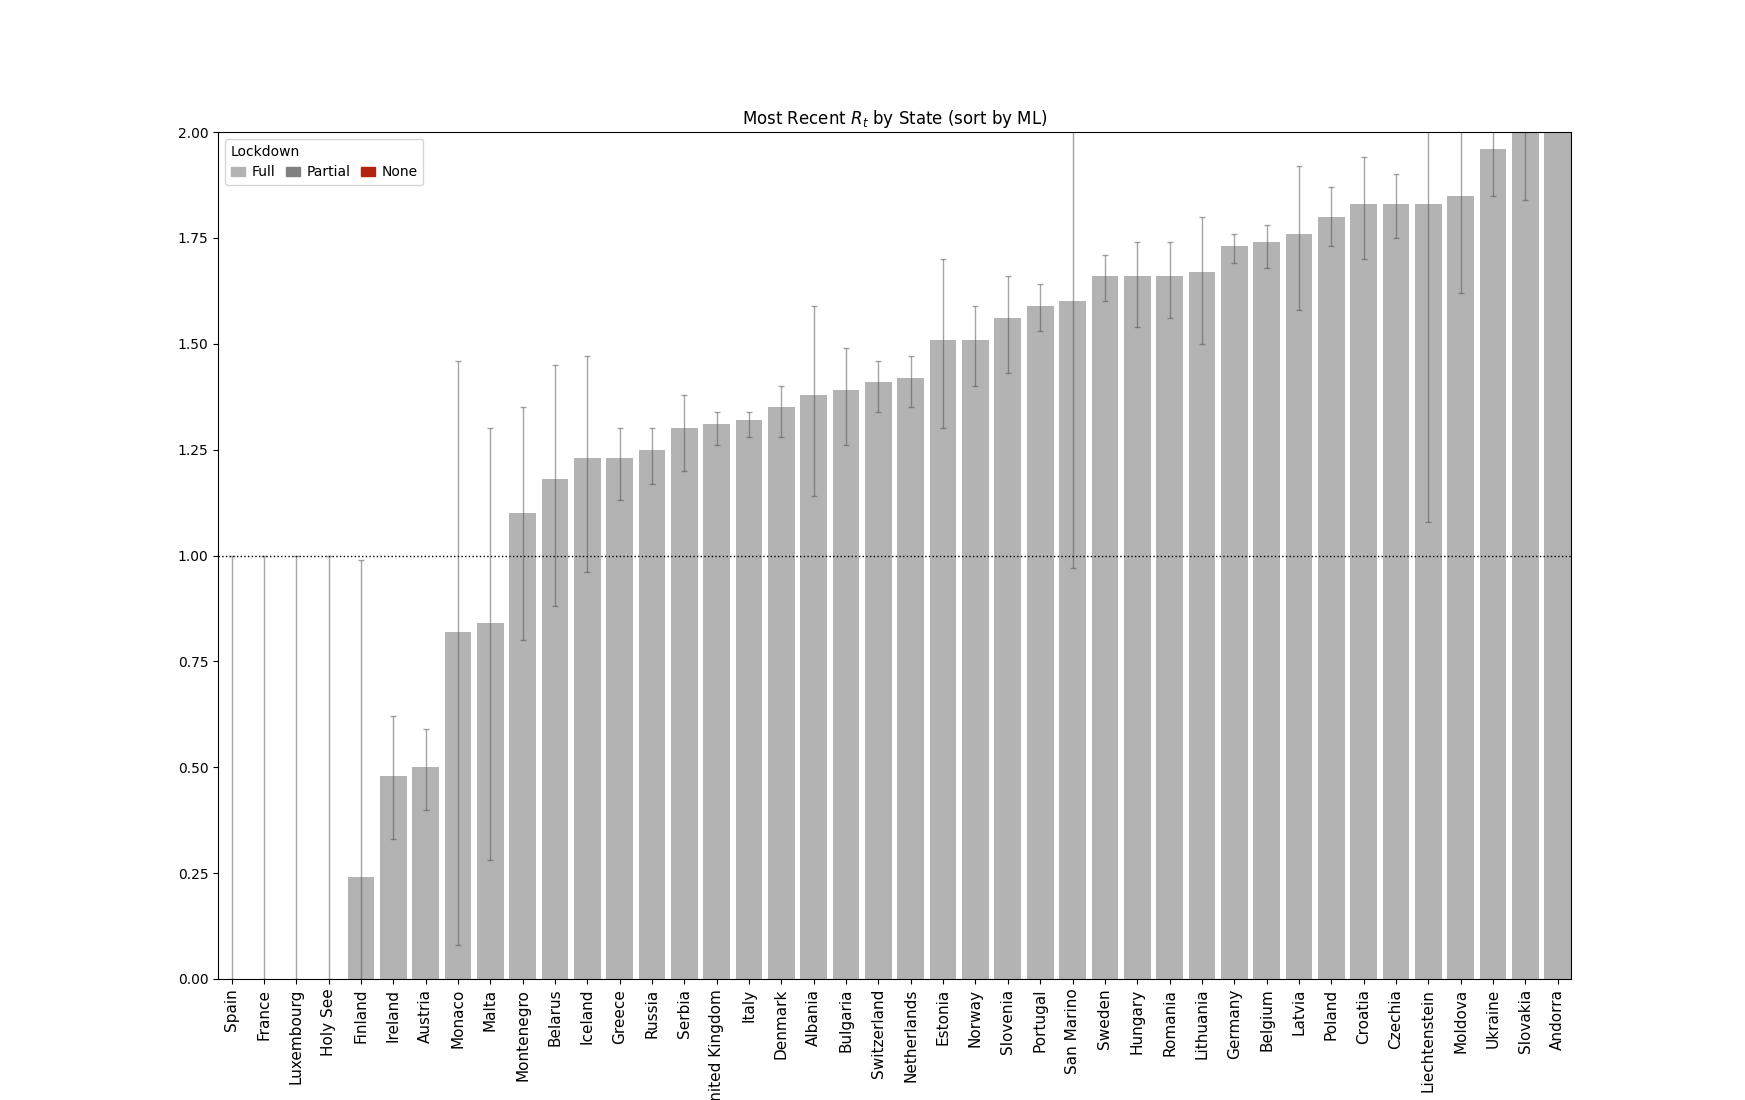 Most Recent Rt by State (sort by ML)
Lockdown
Full Partial None
2.00
1.75
1.50
1.25
1.00
0.75
0.50
0.25
0.00
Spain
France
Luxembourg
Holy See
Finland
Ireland
Austria
Monaco
Malta
Montenegro
Belarus
Iceland
Greece
Russia
Serbia
nited Kingdom
Italy
Denmark
Albania
Bulgaria
Switzerland
Netherlands
Estonia
Norway
Slovenia
Portugal
San Marino
Sweden
Hungary
Romania
Lithuania
Germany
Belgium
Latvia
Poland
Croatia
Czechia
Liechtenstein
Moldova
Ukraine
Slovakia
Andorra